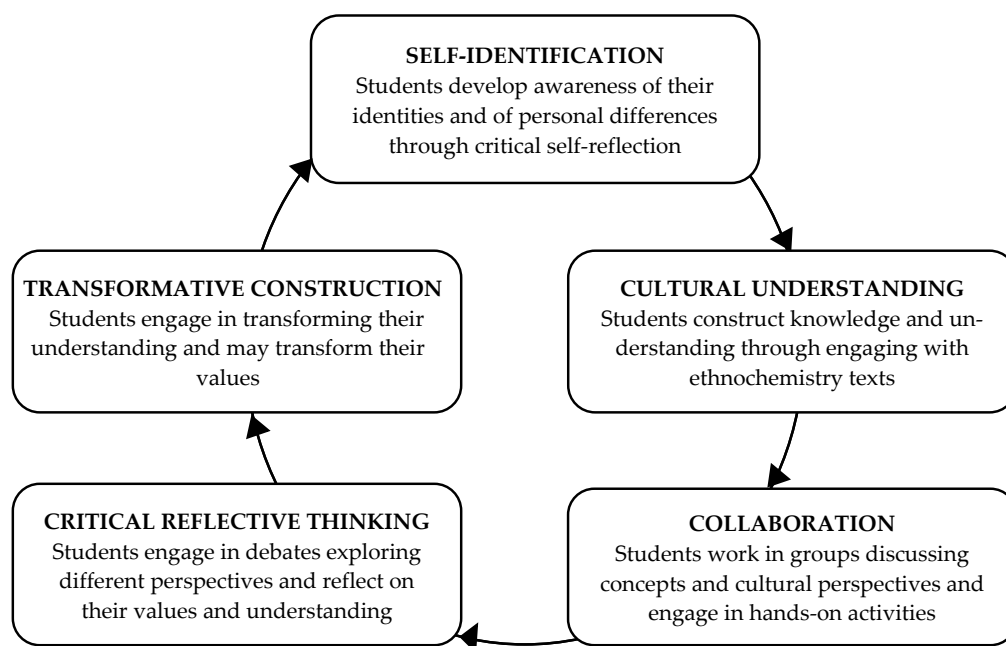 SELF-IDENTIFICATION
Students develop awareness of their
identities and of personal differences
through critical self-reflection
CULTURAL UNDERSTANDING
Students construct knowledge and un-
derstanding through engaging with
ethnochemistry texts
COLLABORATION
Students work in groups discussing
concepts and cultural perspectives and
engage in hands-on activities
CRITICAL REFLECTIVE THINKING
Students engage in debates exploring
different perspectives and reflect on
their values and understanding
TRANSFORMATIVE CONSTRUCTION
Students engage in transforming their
understanding and may transform their
values